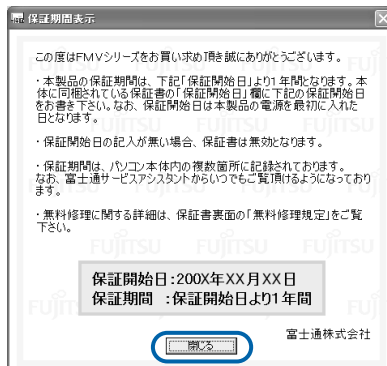 保証期間表示
この度はFMVシリーズをお買い求め頂き誠にありがとうございます。
・本製品の保証期間は、下記「保証開始日」より1年間となります。本
体に同梱されている保証書の「保証開始日」欄に下記の保証開始日
をお書き下さい。なお、保証開始日は本製品の電源を最初に入れた
日となります。
・保証開始日の記入が無い場合、保証書は無効となります。
・保証期間は、パソコン本体内の複数箇所に記録されております。
なお、富士通サービスアシスタントからいつでもご覧頂けるようになっており
ます。
・無料修理に関する詳細は、保証書裏面の「無料修理規定」をご覧
下さい。
保証開始日:200X年XX月XX日
保証期間 :保証開始日より1年間
富士通株式会社
閉じる